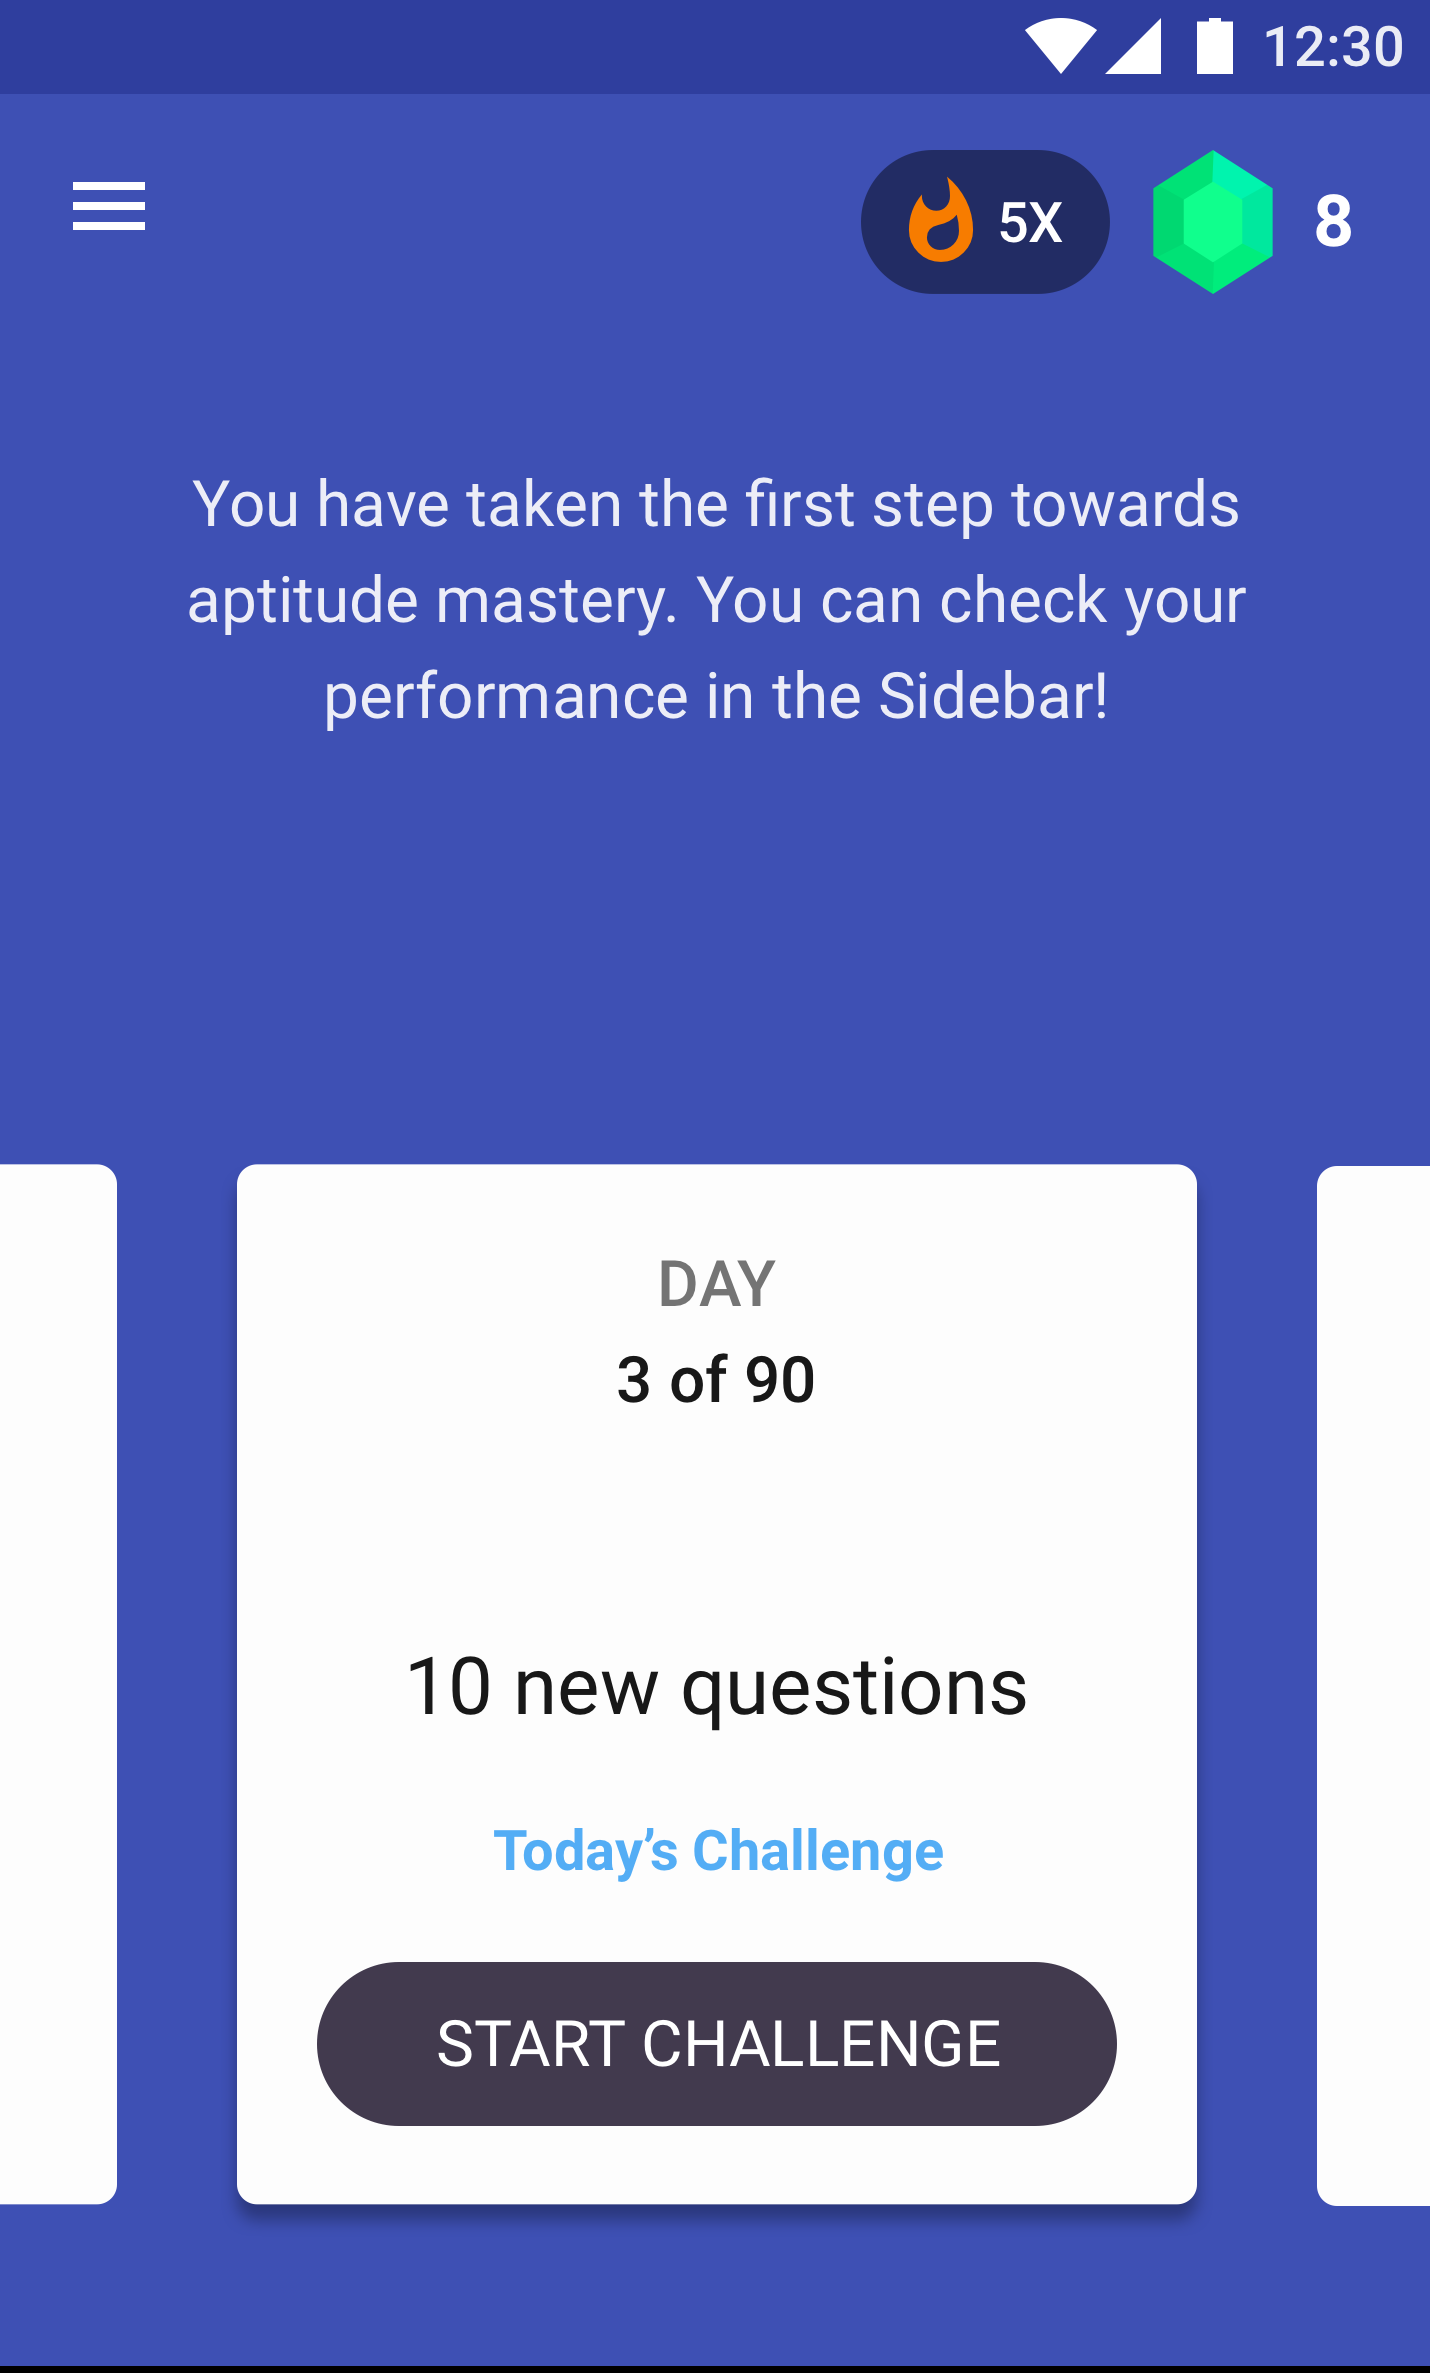 12:30
5X
8
You have taken the first step towards
aptitude mastery. You can check your
performance in the Sidebar!
DAY
3 of 90
10 new questions
Today’s Challenge
START CHALLENGE